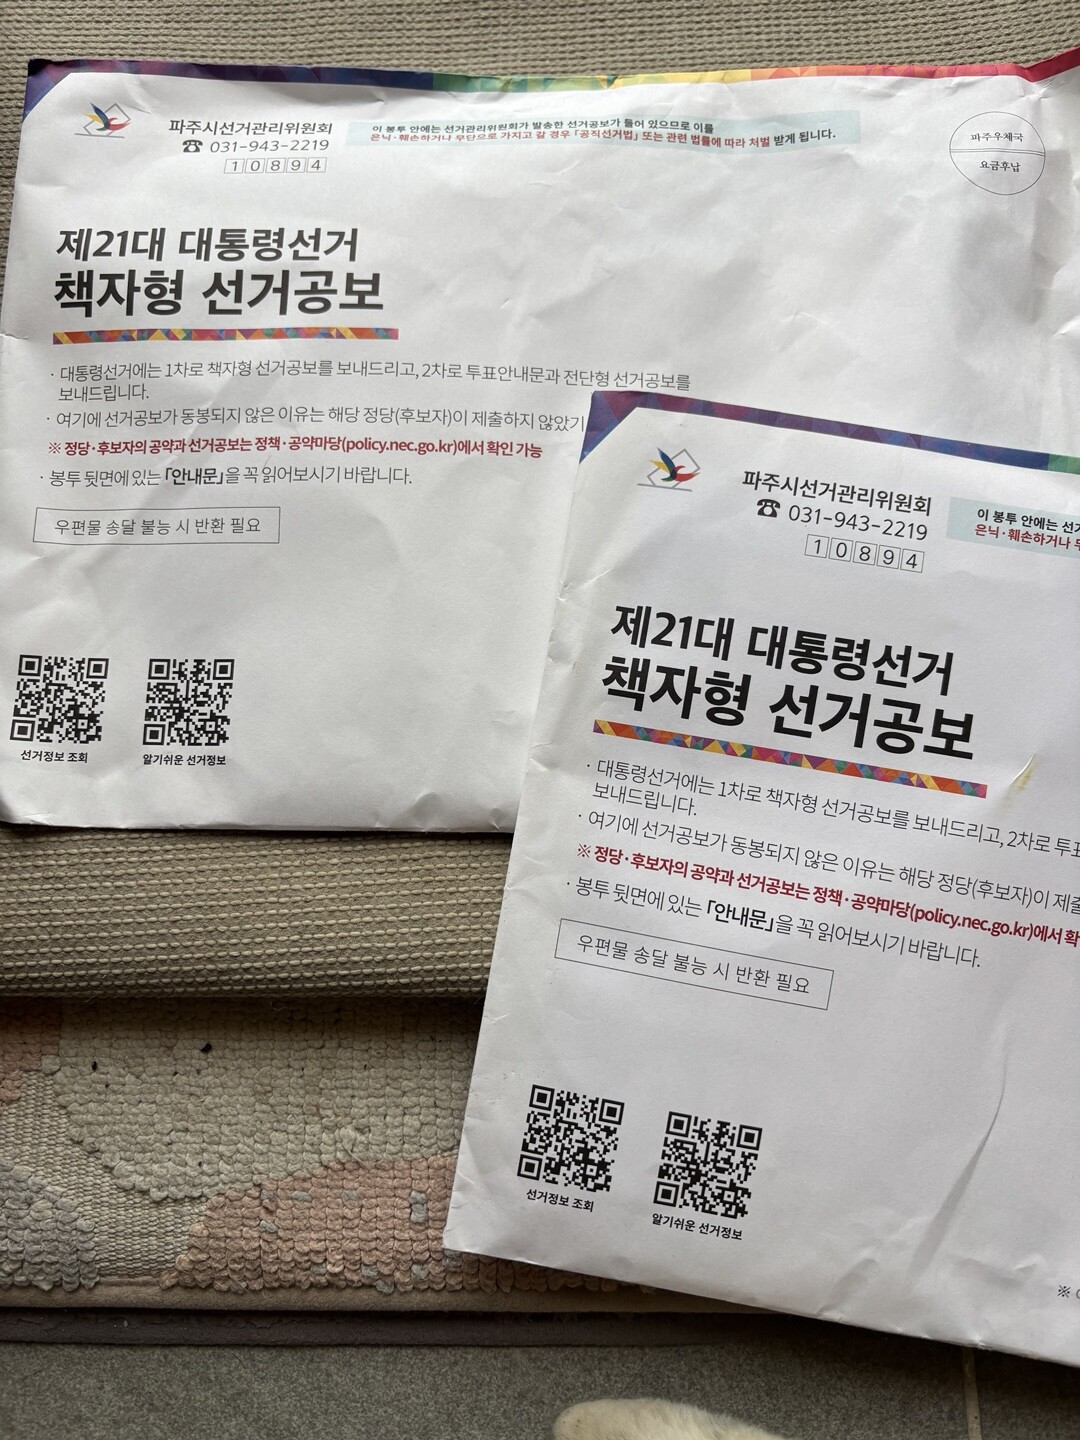 파주시선거관리위원회
☎ 031-943-2219
10894
이 봉투 안에는 선거관리위원회가 발송한 선거공보가 들어 있으므로 이를
은닉·훼손하거나 무단으로 가지고 갈 경우 「공직선거법」 또는 관련 법률에 따라 처벌 받게 됩니다.
파주우체국
요금후납
제21대 대통령선거
책자형 선거공보
· 대통령선거에는 1차로 책자형 선거공보를 보내드리고, 2차로 투표안내문과 전단형 선거공보를
보내드립니다.
· 여기에 선거공보가 동봉되지 않은 이유는 해당 정당(후보자)이 제출하지 않았기
※ 정당·후보자의 공약과 선거공보는 정책·공약마당(policy.nec.go.kr)에서 확인 가능
· 봉투 뒷면에 있는 「안내문」을 꼭 읽어보시기 바랍니다.
우편물 송달 불능 시 반환 필요
선거정보 조회
알기쉬운 선거정보
파주시선거관리위원회
☎ 031-943-2219
10894
이 봉투 안에는 선거
은닉·훼손하거나 무
제21대 대통령선거
책자형 선거공보
· 대통령선거에는 1차로 책자형 선거공보를 보내드리고, 2차로 투표
보내드립니다.
· 여기에 선거공보가 동봉되지 않은 이유는 해당 정당(후보자)이 제출
※ 정당·후보자의 공약과 선거공보는 정책·공약마당(policy.nec.go.kr)에서 확
· 봉투 뒷면에 있는 「안내문」을 꼭 읽어보시기 바랍니다.
우편물 송달 불능 시 반환 필요
선거정보 조회
알기쉬운 선거정보
※